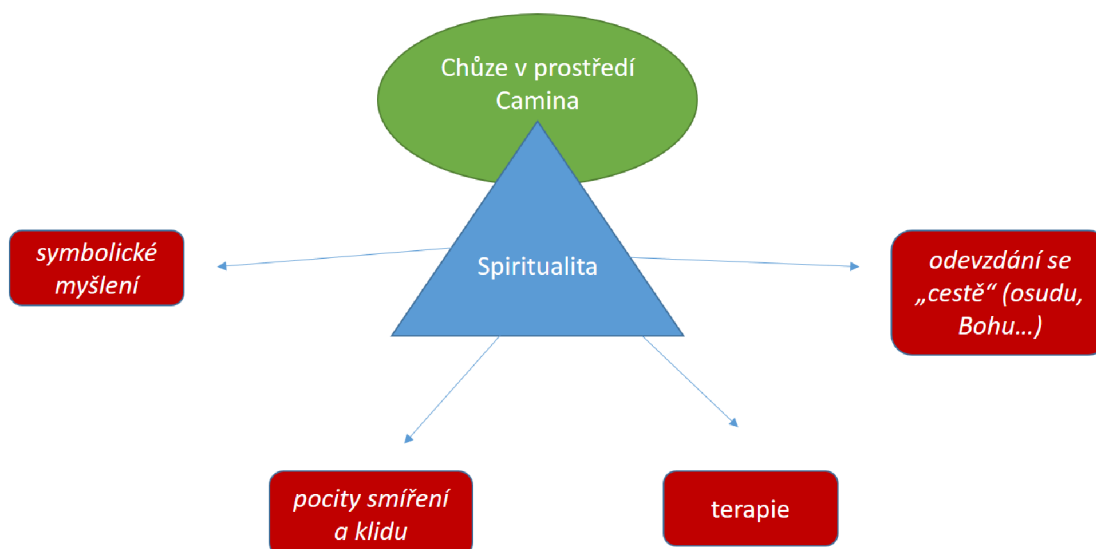 Chůze v prostředí
Camina
Spiritualita
symbolické
myšlení
odevzdání se
„cestě“ (osudu,
Bohu…)
pocity smíření
a klidu
terapie